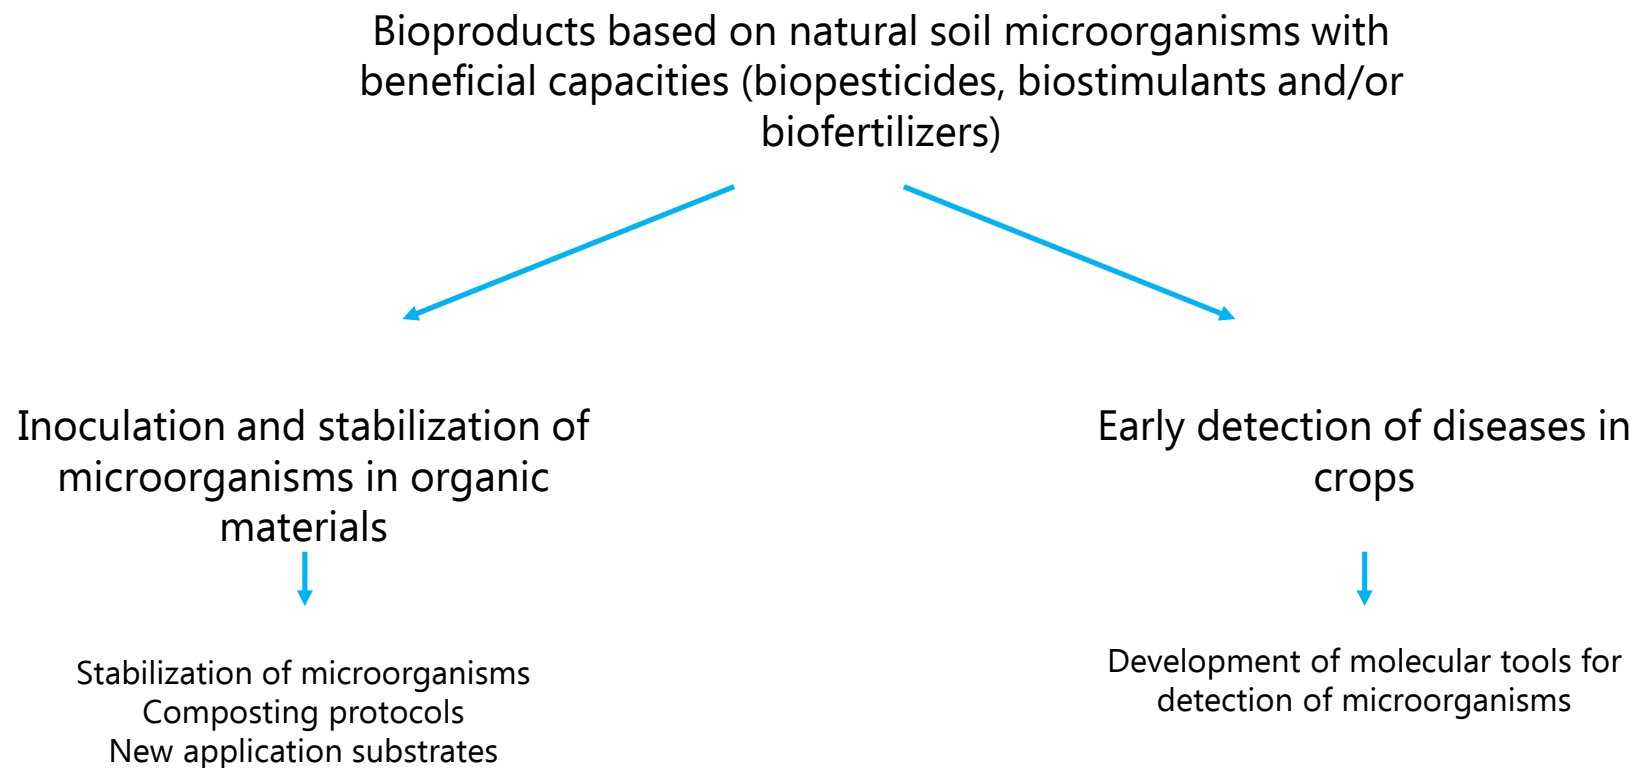 Bioproducts based on natural soil microorganisms with
beneficial capacities (biopesticides, biostimulants and/or
biofertilizers)
Inoculation and stabilization of
microorganisms in organic
materials
Stabilization of microorganisms
Composting protocols
New application substrates
Early detection of diseases in
crops
Development of molecular tools for
detection of microorganisms